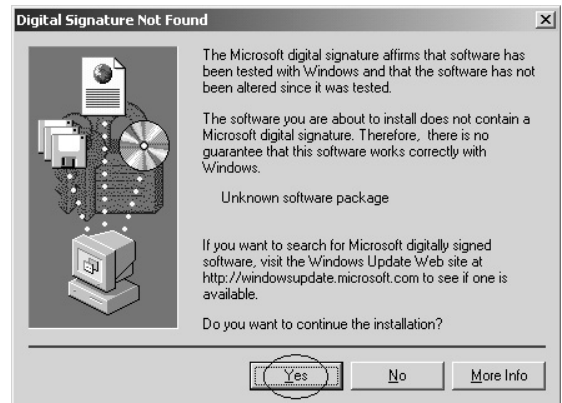 Digital Signature Not Found
The Microsoft digital signature affirms that software has
been tested with Windows and that the software has not
been altered since it was tested.
The software you are about to install does not contain a
Microsoft digital signature. Therefore, there is no
guarantee that this software works correctly with
Windows.
Unknown software package
If you want to search for Microsoft digitally signed
software, visit the Windows Update Web site at
http://windowsupdate.microsoft.com to see if one is
available.
Do you want to continue the installation?
Yes No More Info